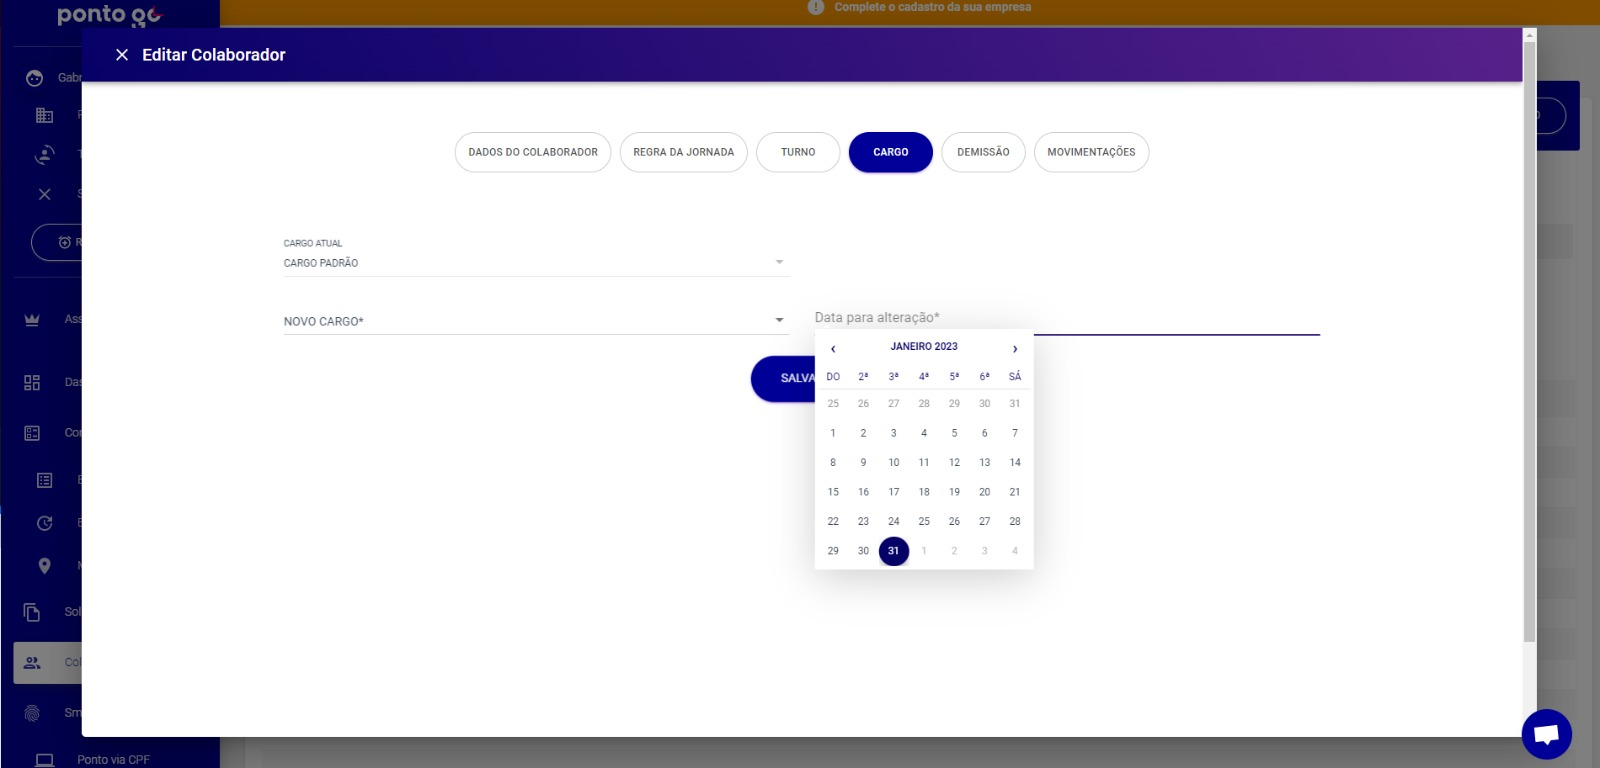 ponto go
Complete o cadastro da sua empresa
Editar Colaborador
Gabr
DADOS DO COLABORADOR
REGRA DA JORNADA
TURNO
CARGO
DEMISSÃO
MOVIMENTAÇÕES
CARGO ATUAL
CARGO PADRÃO
NOVO CARGO*
Data para alteração*
SALVA
‹ JANEIRO 2023 ›
DO 2ª 3ª 4ª 5ª 6ª SÁ
25 26 27 28 29 30 31
1 2 3 4 5 6 7
8 9 10 11 12 13 14
15 16 17 18 19 20 21
22 23 24 25 26 27 28
29 30 31 1 2 3 4
Ass
Das
Con
Sol
Col
Sm
Ponto via CPF